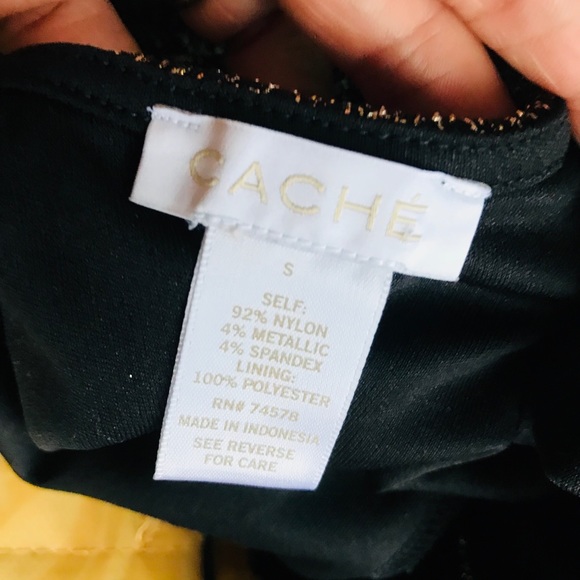 CACHÉ
S
SELF:
92% NYLON
4% METALLIC
4% SPANDEX
LINING:
100% POLYESTER
RN# 74578
MADE IN INDONESIA
SEE REVERSE
FOR CARE